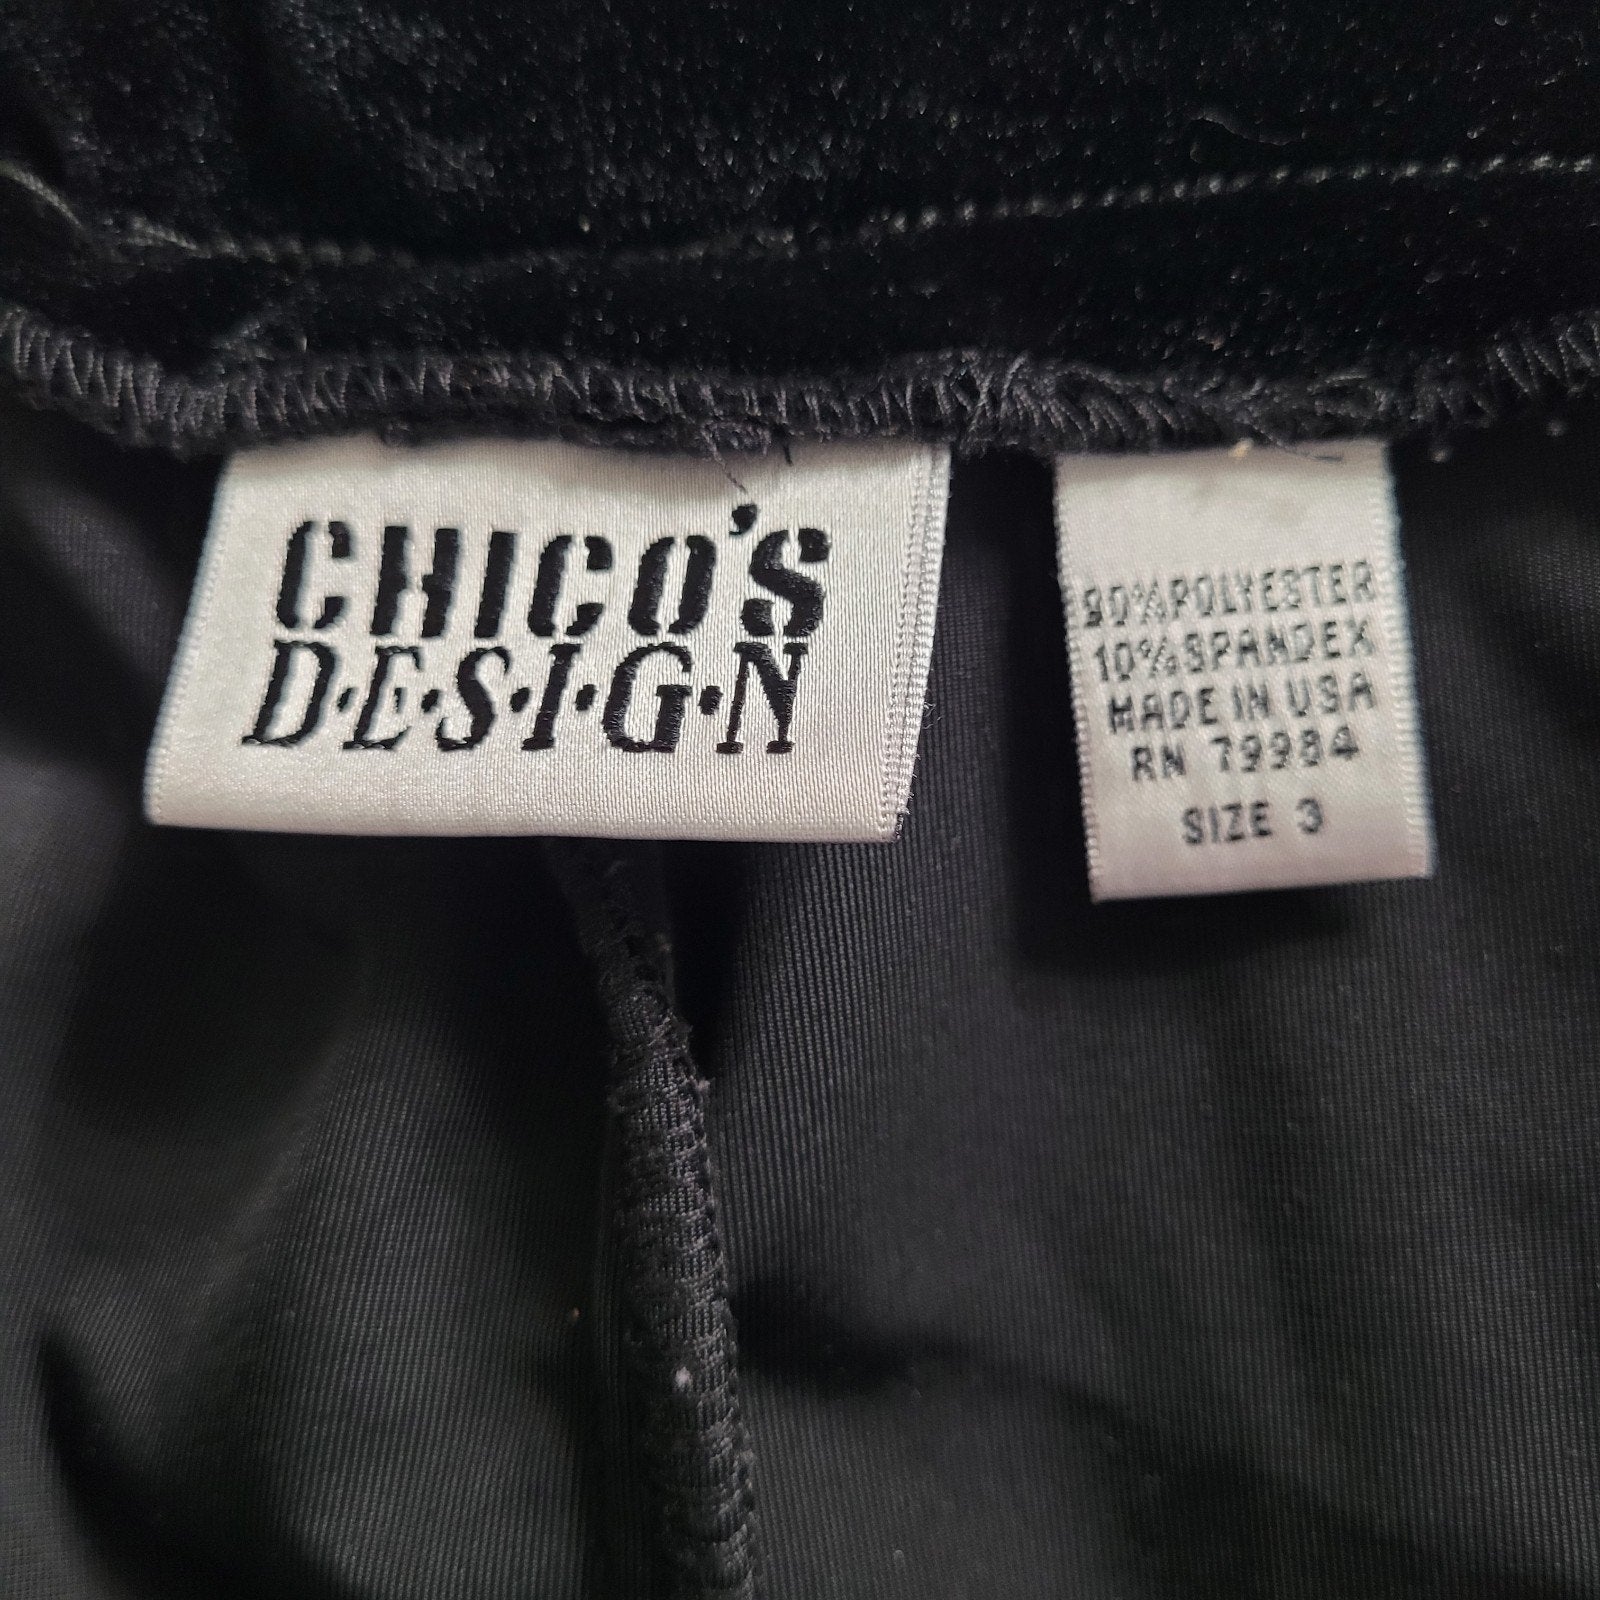 CHICO'S
D·E·S·I·G·N
90% POLYESTER
10% SPANDEX
MADE IN USA
RN 79984
SIZE 3